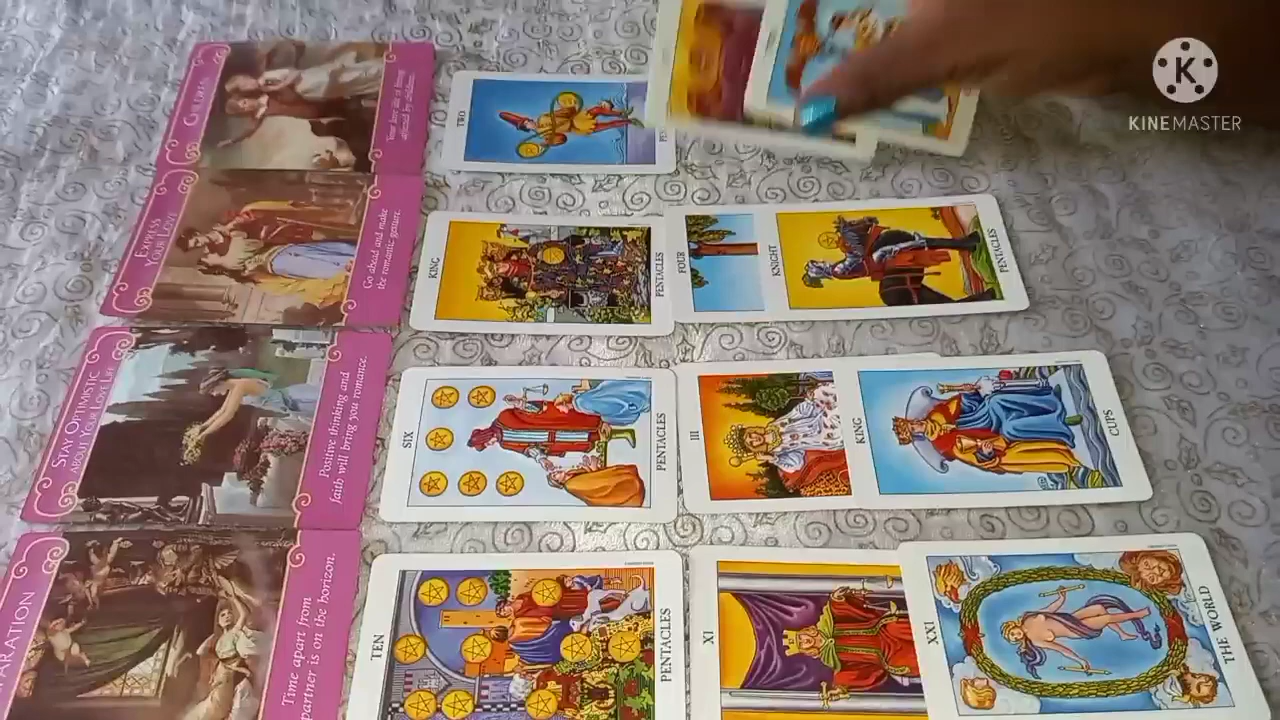 CHILDREN
Your love life is being
affected by children.
TWO
EXPRESS
YOUR LOVE
Go ahead and make
the romantic gesture.
KING
PENTACLES
FOUR
KNIGHT
PENTACLES
STAY OPTIMISTIC
ABOUT YOUR LOVE LIFE
Positive thinking and
faith will bring you romance.
SIX
PENTACLES
III
KING
CUPS
Time apart from
partner is on the horizon.
TEN
PENTACLES
XI
XXI
THE WORLD
K
KINEMASTER